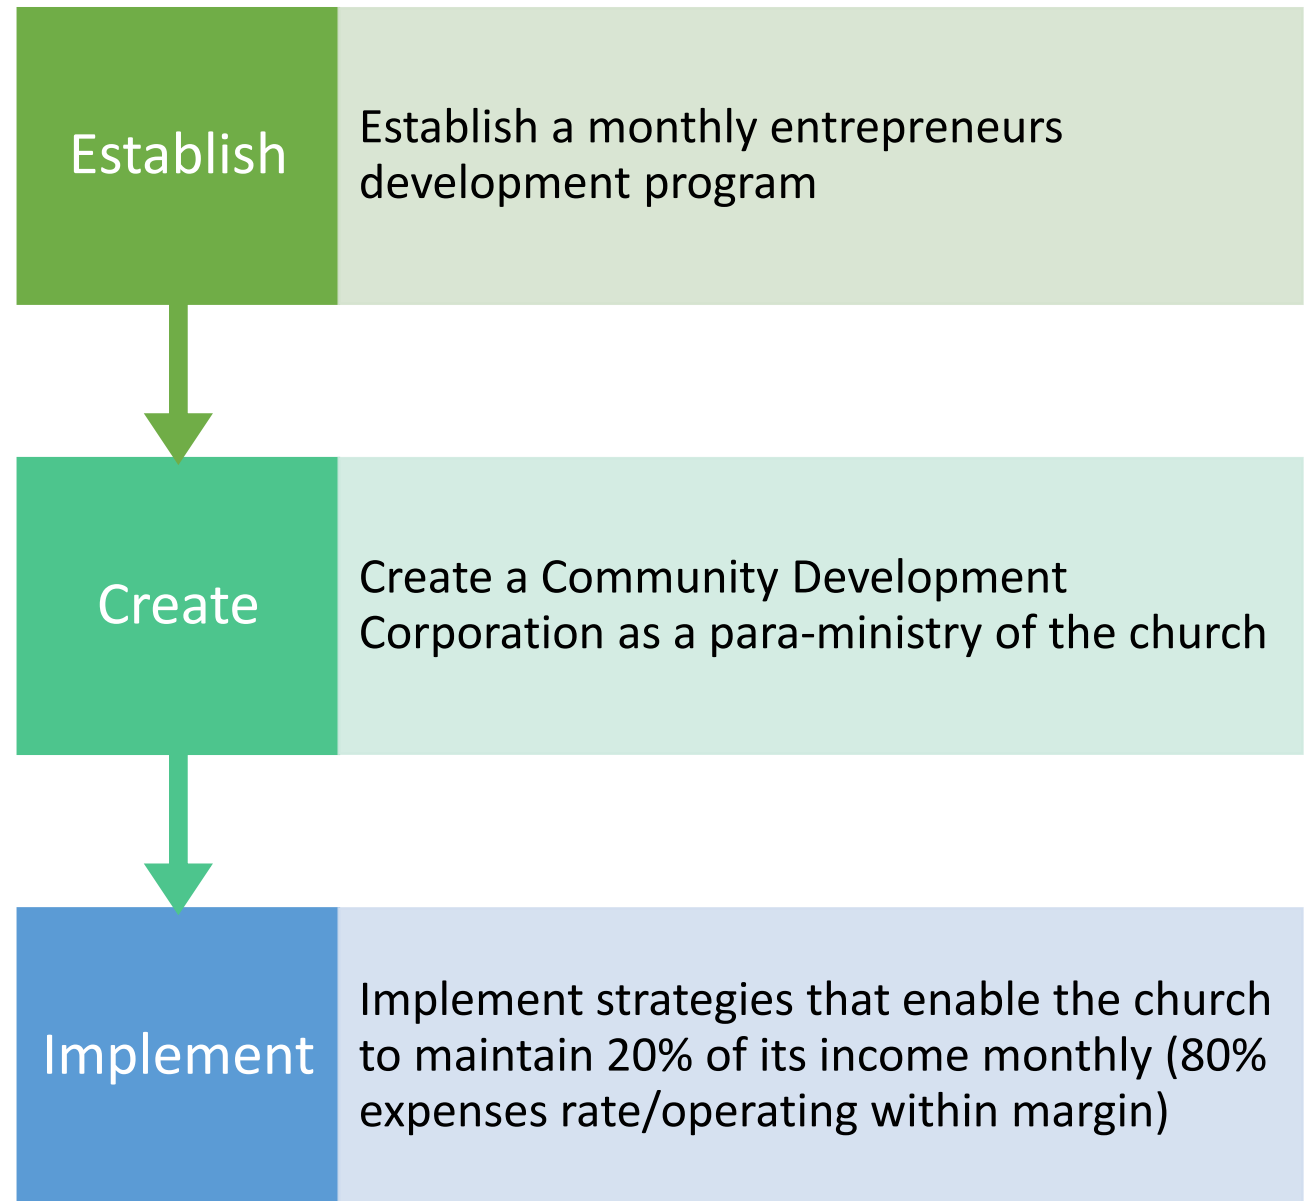 Establish
Establish a monthly entrepreneurs
development program
Create
Create a Community Development
Corporation as a para-ministry of the church
Implement
Implement strategies that enable the church
to maintain 20% of its income monthly (80%
expenses rate/operating within margin)